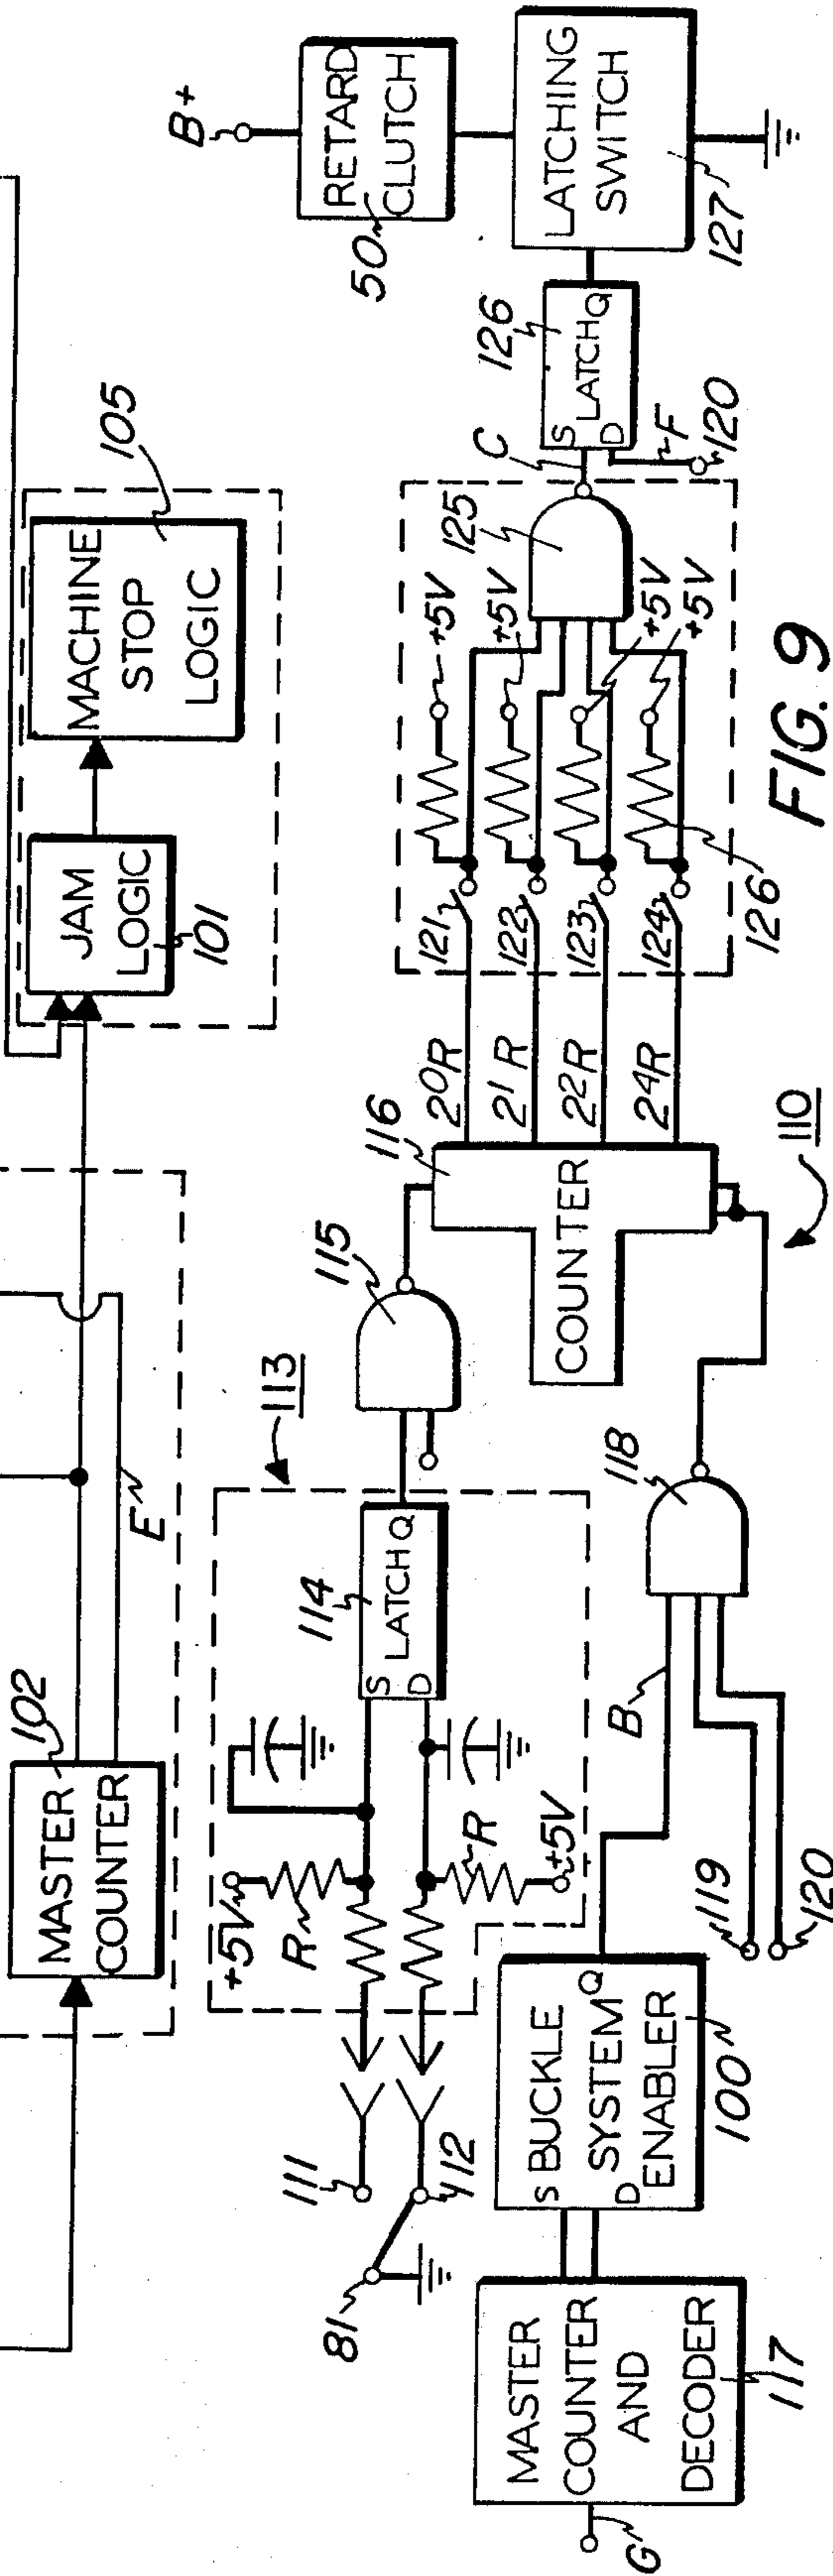 MASTER
COUNTER
102
E
JAM
LOGIC
101
MACHINE
STOP
LOGIC
105
113
+5V
R
R
+5V
S
D
LATCH Q
114
111
112
81
115
116
COUNTER
2⁰R
2¹R
2²R
2⁴R
121
122
123
124
+5V
+5V
+5V
+5V
126'
125
C
S
D
LATCH Q
126
F
120
LATCHING
SWITCH
127
RETARD
CLUTCH
50
B+
G
MASTER
COUNTER
AND
DECODER
117
S BUCKLE
SYSTEM Q
D ENABLER
100
B
119
120
118
110
FIG. 9